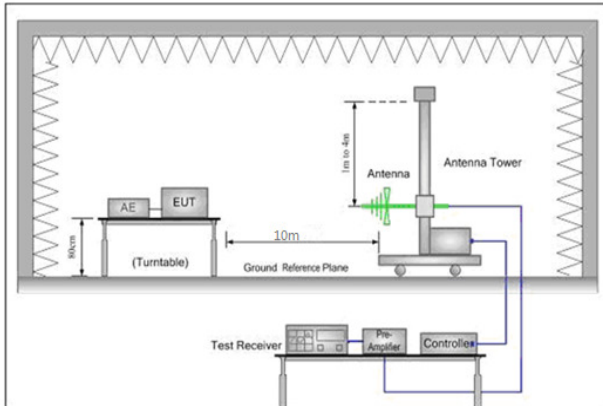 1m to 4m
Antenna
Antenna Tower
AE
EUT
80cm
(Turntable)
10m
Ground Reference Plane
Test Receiver
Pre-
Amplifier
Controller